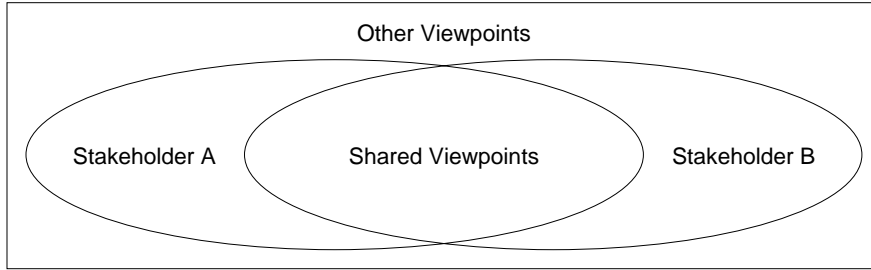 Other Viewpoints
Stakeholder A
Shared Viewpoints
Stakeholder B